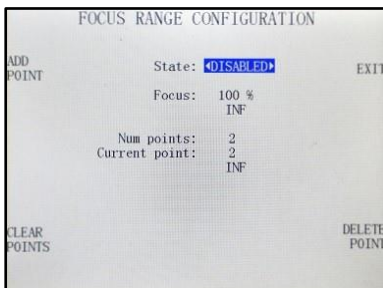 FOCUS RANGE CONFIGURATION
ADD
POINT
State: ◂DISABLED▸
EXIT
Focus: 100 %
INF
Num points: 2
Current point: 2
INF
CLEAR
POINTS
DELETE
POINT